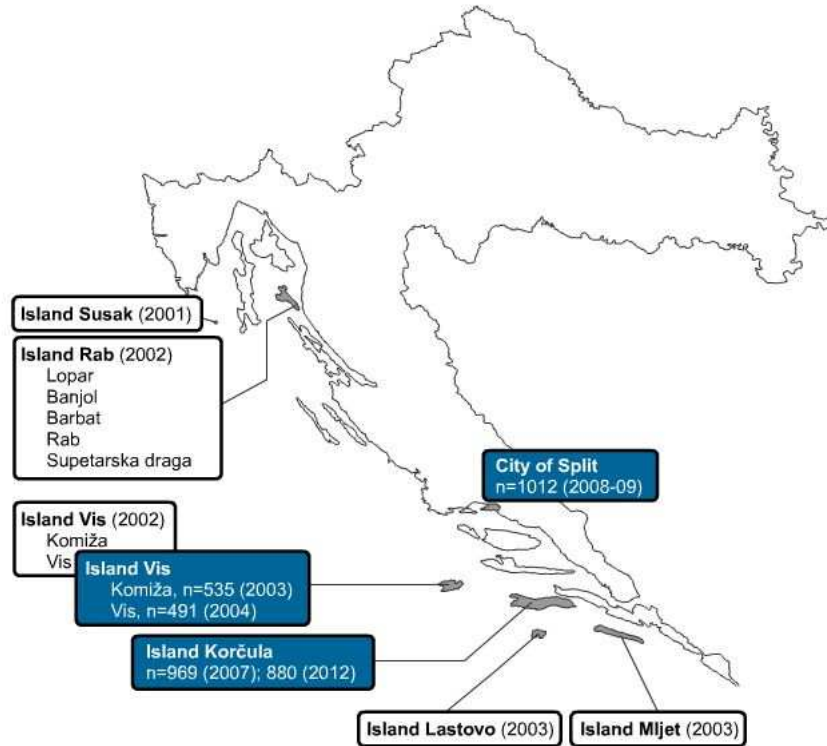 Island Susak (2001)
Island Rab (2002)
Lopar
Banjol
Barbat
Rab
Supetarska draga
City of Split
n=1012 (2008-09)
Island Vis (2002)
Komiža
Vis
Island Vis
Komiža, n=535 (2003)
Vis, n=491 (2004)
Island Korčula
n=969 (2007); 880 (2012)
Island Lastovo (2003)
Island Mljet (2003)